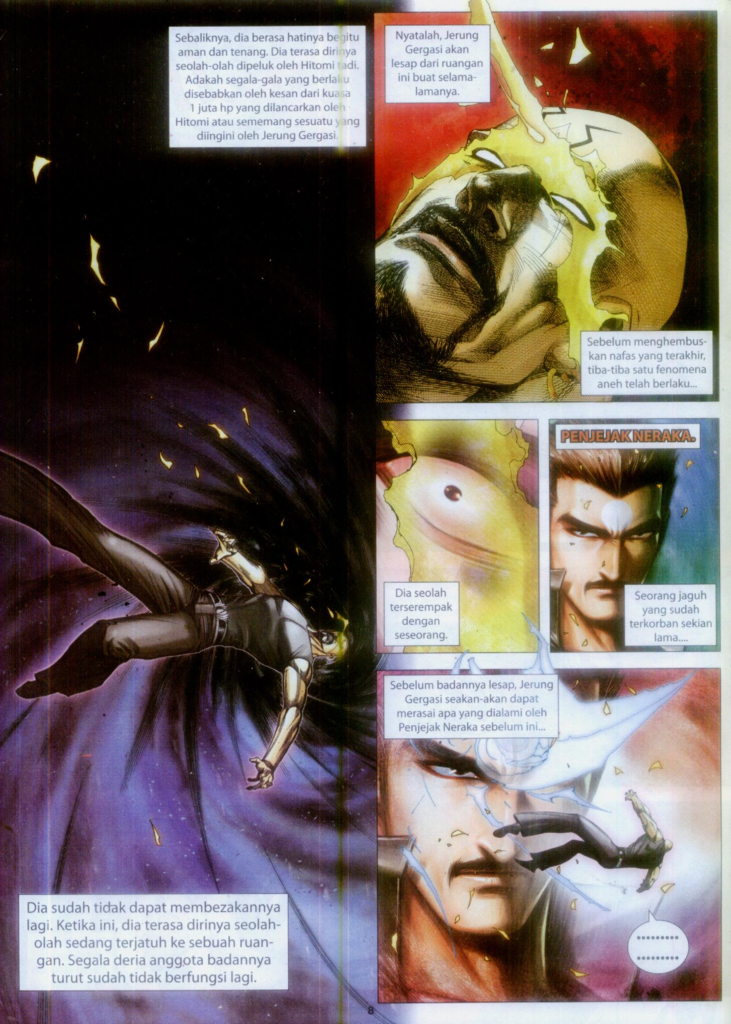 Sebaliknya, dia berasa hatinya begitu
aman dan tenang. Dia terasa dirinya
seolah-olah dipeluk oleh Hitomi tadi.
Adakah segala-gala yang berlaku
disebabkan oleh kesan dari kuasa
1 juta hp yang dilancarkan oleh
Hitomi atau sememang sesuatu yang
diingini oleh Jerung Gergasi.
Dia sudah tidak dapat membezakannya
lagi. Ketika ini, dia terasa dirinya seolah-
olah sedang terjatuh ke sebuah ruan-
gan. Segala deria anggota badannya
turut sudah tidak berfungsi lagi.
Nyatalah, Jerung
Gergasi akan
lesap dari ruangan
ini buat selama-
lamanya.
Sebelum menghembus-
kan nafas yang terakhir,
tiba-tiba satu fenomena
aneh telah berlaku...
Dia seolah
terserempak
dengan
seseorang.
PENJEJAK NERAKA.
Seorang jaguh
yang sudah
terkorban sekian
lama....
Sebelum badannya lesap, Jerung
Gergasi seakan-akan dapat
merasai apa yang dialami oleh
Penjejak Neraka sebelum ini...
..........
..........
8